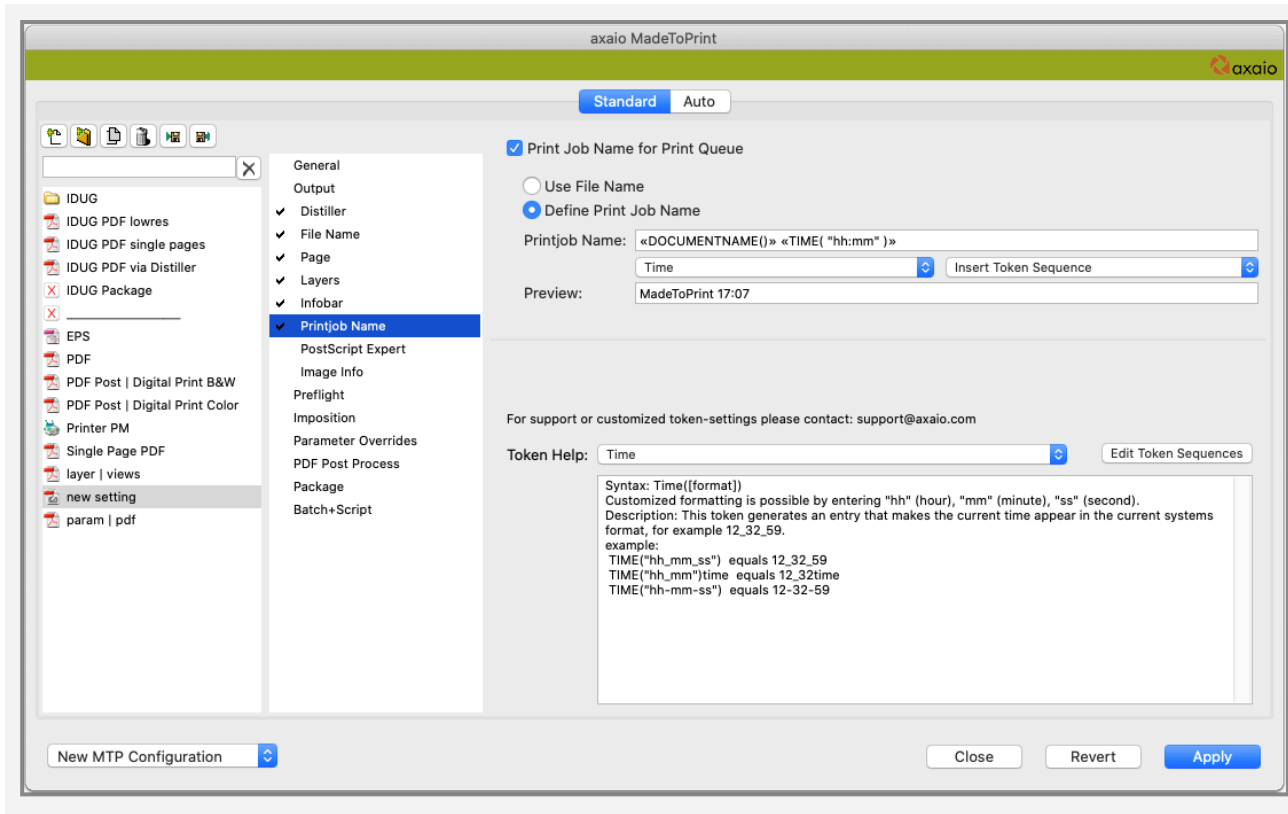 axaio MadeToPrint
axaio
Standard
Auto
IDUG
IDUG PDF lowres
IDUG PDF single pages
IDUG PDF via Distiller
IDUG Package
__________________
EPS
PDF
PDF Post | Digital Print B&W
PDF Post | Digital Print Color
Printer PM
Single Page PDF
layer | views
new setting
param | pdf
General
Output
Distiller
File Name
Page
Layers
Infobar
Printjob Name
PostScript Expert
Image Info
Preflight
Imposition
Parameter Overrides
PDF Post Process
Package
Batch+Script
Print Job Name for Print Queue
Use File Name
Define Print Job Name
Printjob Name: «DOCUMENTNAME()» «TIME( "hh:mm" )»
Time
Insert Token Sequence
Preview: MadeToPrint 17:07
For support or customized token-settings please contact: support@axaio.com
Token Help: Time
Edit Token Sequences
Syntax: Time([format])
Customized formatting is possible by entering "hh" (hour), "mm" (minute), "ss" (second).
Description: This token generates an entry that makes the current time appear in the current systems
format, for example 12_32_59.
example:
TIME("hh_mm_ss")  equals 12_32_59
TIME("hh_mm")time  equals 12_32time
TIME("hh-mm-ss")  equals 12-32-59
New MTP Configuration
Close
Revert
Apply